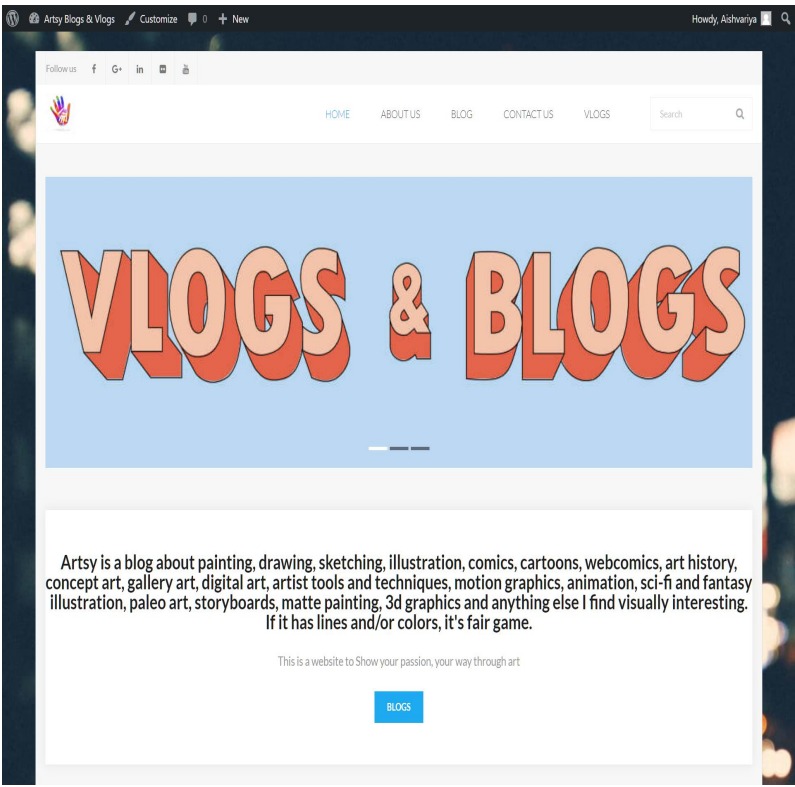 Artsy Blogs & Vlogs Customize 0 + New Howdy, Aishvariya
Follow us f G+ in You
HOME ABOUT US BLOG CONTACT US VLOGS Search
VLOGS & BLOGS
Artsy is a blog about painting, drawing, sketching, illustration, comics, cartoons, webcomics, art history,
concept art, gallery art, digital art, artist tools and techniques, motion graphics, animation, sci-fi and fantasy
illustration, paleo art, storyboards, matte painting, 3d graphics and anything else I find visually interesting.
If it has lines and/or colors, it's fair game.
This is a website to Show your passion, your way through art
BLOGS